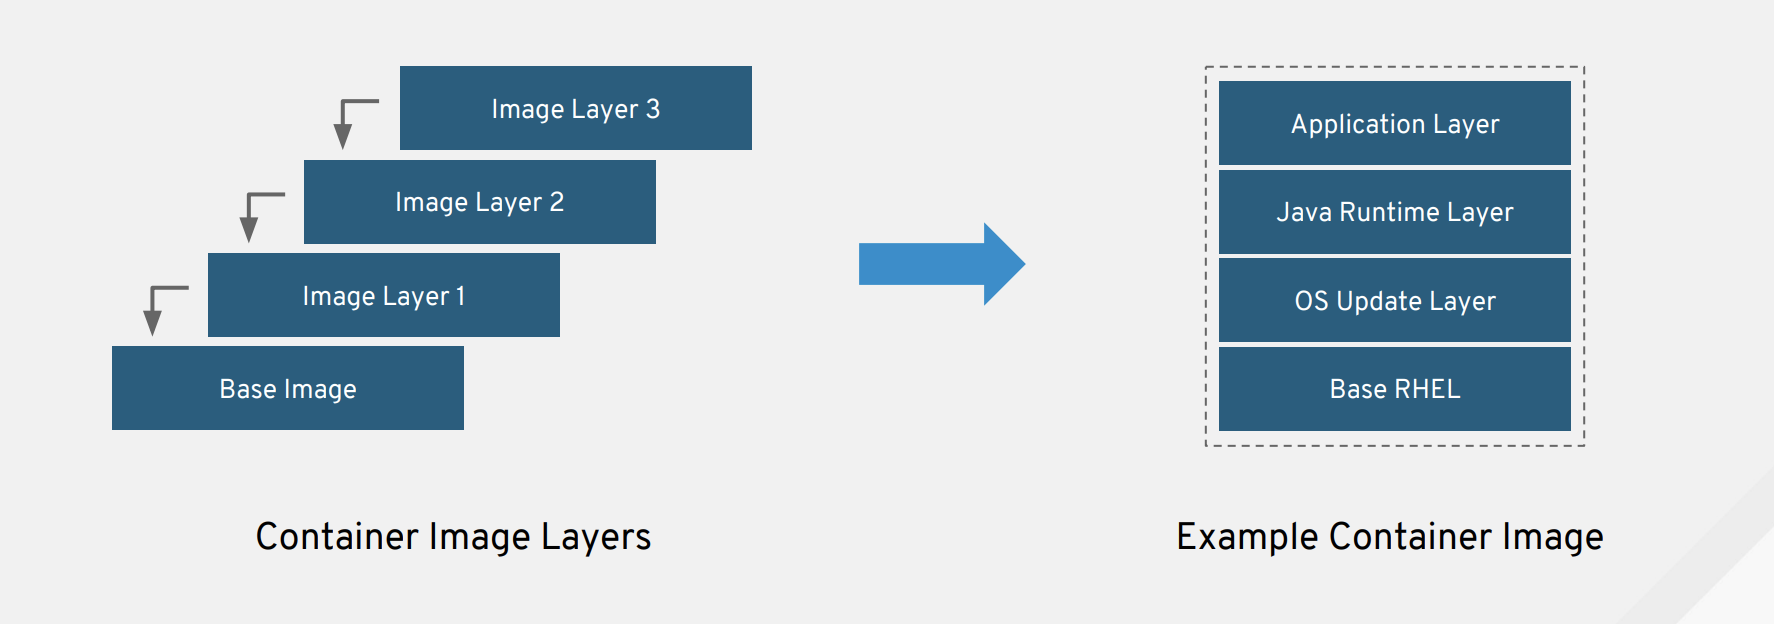 Image Layer 3
Image Layer 2
Image Layer 1
Base Image
Container Image Layers
Application Layer
Java Runtime Layer
OS Update Layer
Base RHEL
Example Container Image